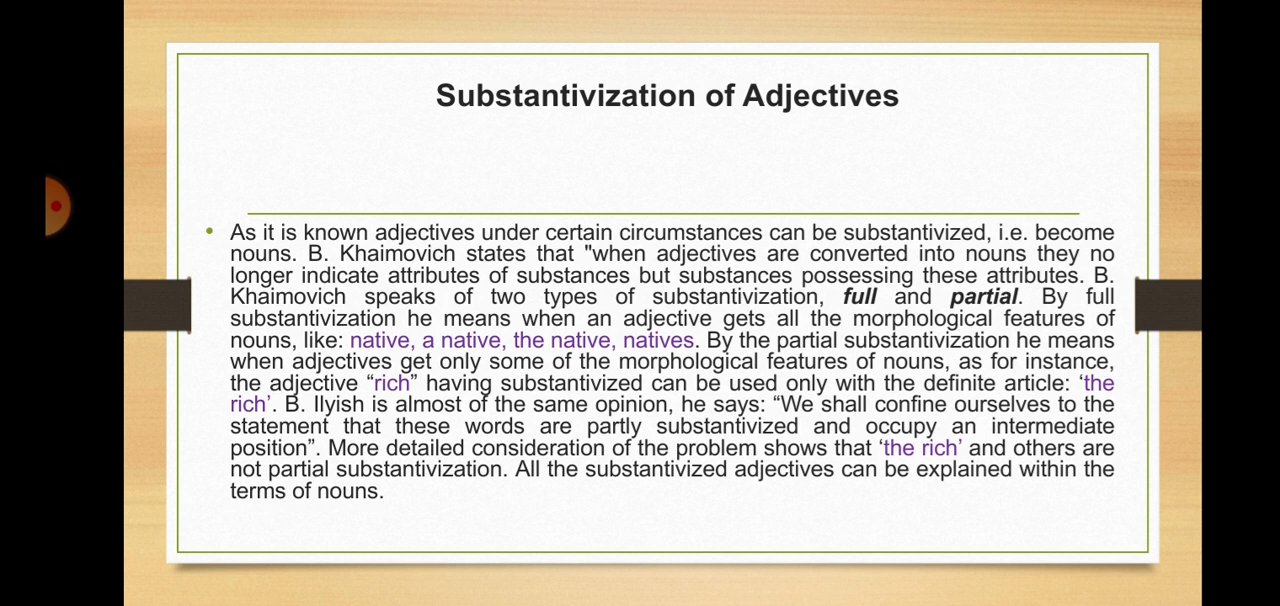 Substantivization of Adjectives
• As it is known adjectives under certain circumstances can be substantivized, i.e. become
nouns. B. Khaimovich states that "when adjectives are converted into nouns they no
longer indicate attributes of substances but substances possessing these attributes. B.
Khaimovich speaks of two types of substantivization, full and partial. By full
substantivization he means when an adjective gets all the morphological features of
nouns, like: native, a native, the native, natives. By the partial substantivization he means
when adjectives get only some of the morphological features of nouns, as for instance,
the adjective “rich” having substantivized can be used only with the definite article: ‘the
rich’. B. Ilyish is almost of the same opinion, he says: “We shall confine ourselves to the
statement that these words are partly substantivized and occupy an intermediate
position”. More detailed consideration of the problem shows that ‘the rich’ and others are
not partial substantivization. All the substantivized adjectives can be explained within the
terms of nouns.